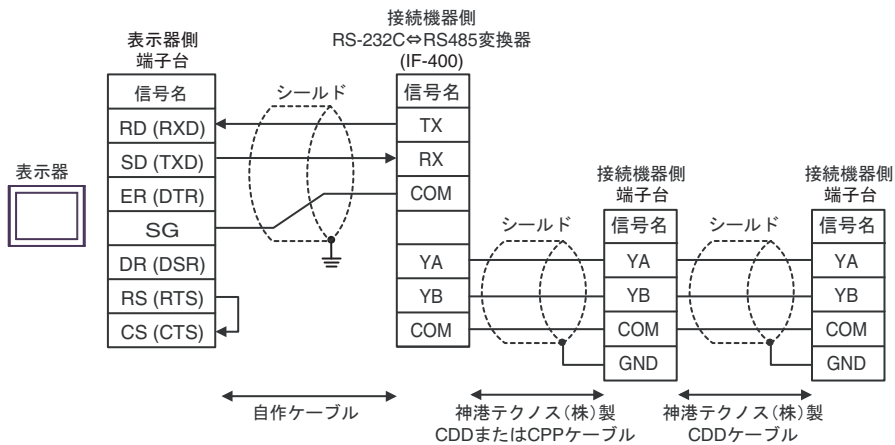 接続機器側
RS-232C⇔RS485変換器
(IF-400)
表示器側
端子台
信号名
RD (RXD)
SD (TXD)
ER (DTR)
SG
DR (DSR)
RS (RTS)
CS (CTS)
表示器
シールド
信号名
TX
RX
COM
YA
YB
COM
シールド
接続機器側
端子台
信号名
YA
YB
COM
GND
シールド
接続機器側
端子台
信号名
YA
YB
COM
GND
自作ケーブル
神港テクノス(株)製
CDDまたはCPPケーブル
神港テクノス(株)製
CDDケーブル